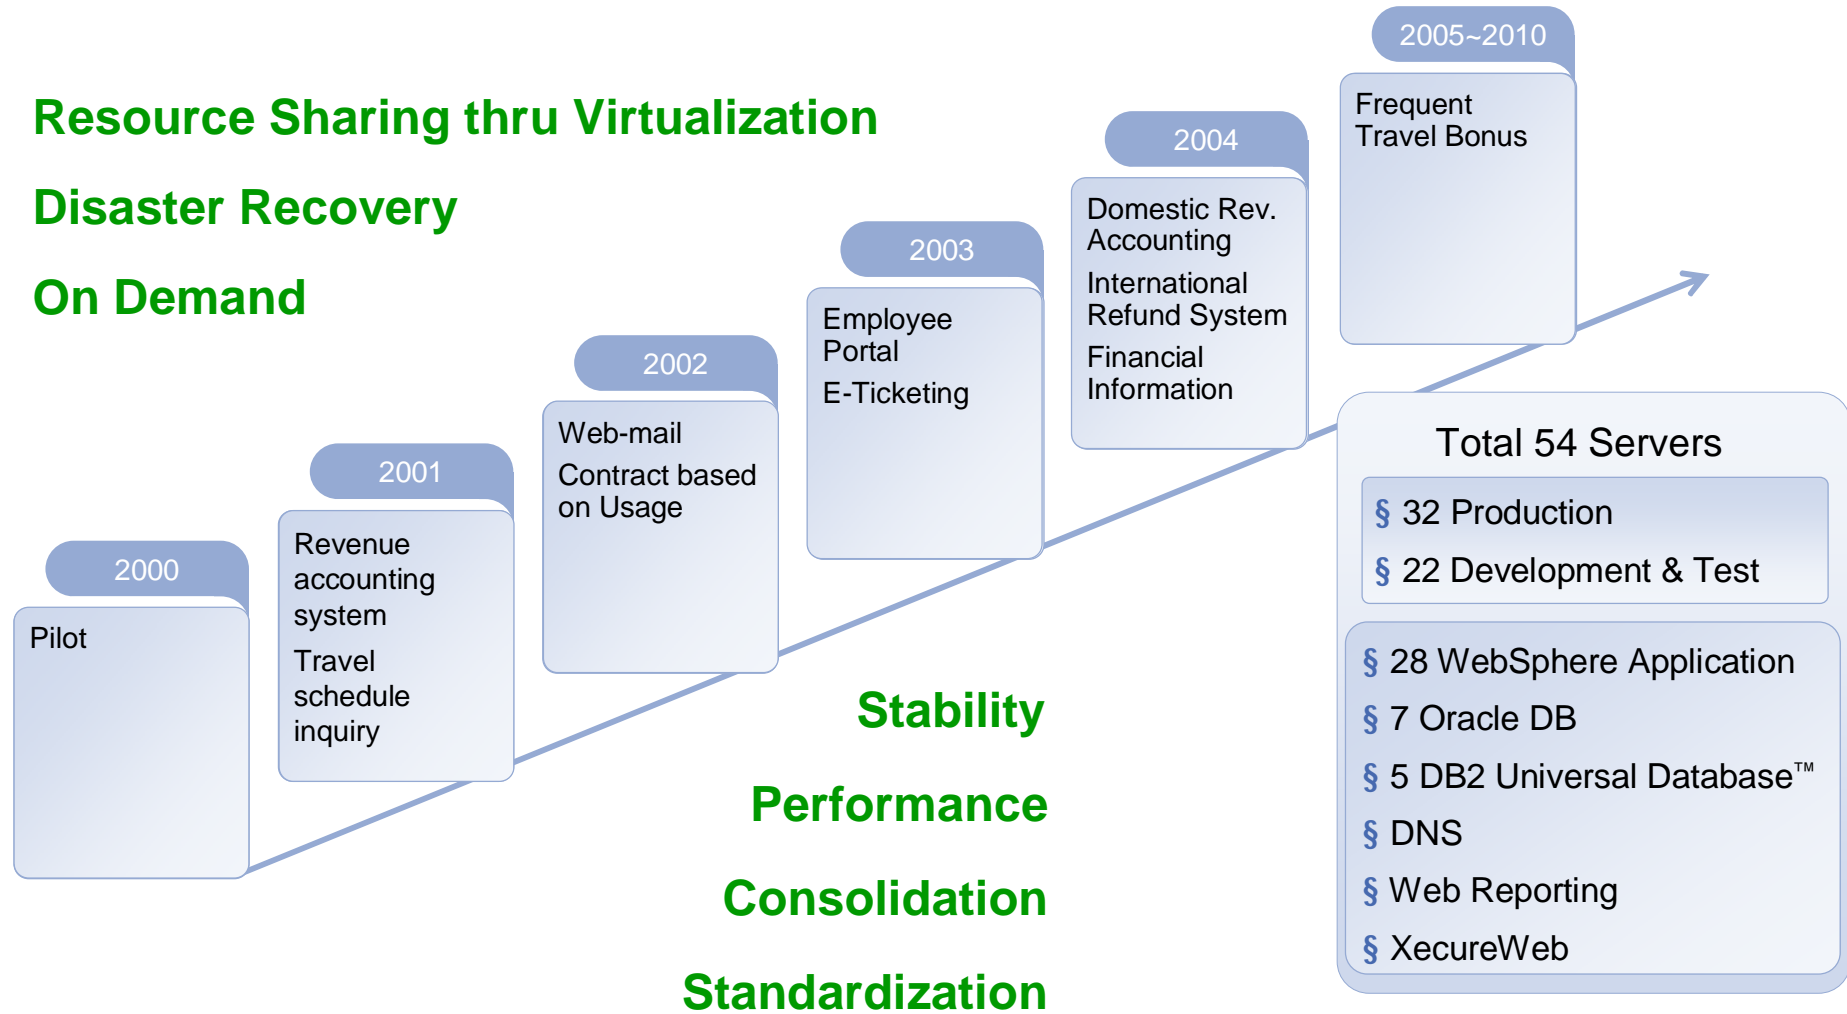 Resource Sharing thru Virtualization
Disaster Recovery
On Demand
2000
Pilot
2001
Revenue
accounting
system
Travel
schedule
inquiry
2002
Web-mail
Contract based
on Usage
2003
Employee
Portal
E-Ticketing
2004
Domestic Rev.
Accounting
International
Refund System
Financial
Information
2005~2010
Frequent
Travel Bonus
Stability
Performance
Consolidation
Standardization
Total 54 Servers
§ 32 Production
§ 22 Development & Test
§ 28 WebSphere Application
§ 7 Oracle DB
§ 5 DB2 Universal Database™
§ DNS
§ Web Reporting
§ XecureWeb